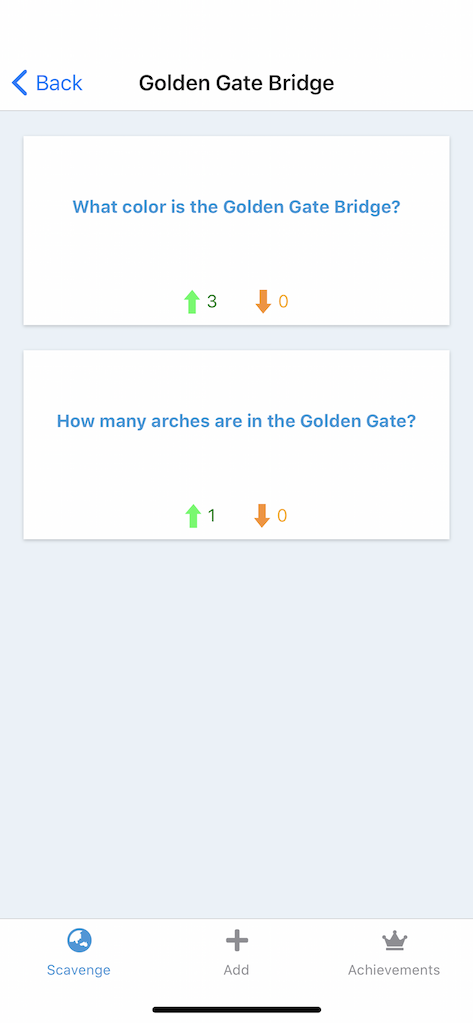 Back
Golden Gate Bridge
What color is the Golden Gate Bridge?
3
0
How many arches are in the Golden Gate?
1
0
Scavenge
Add
Achievements